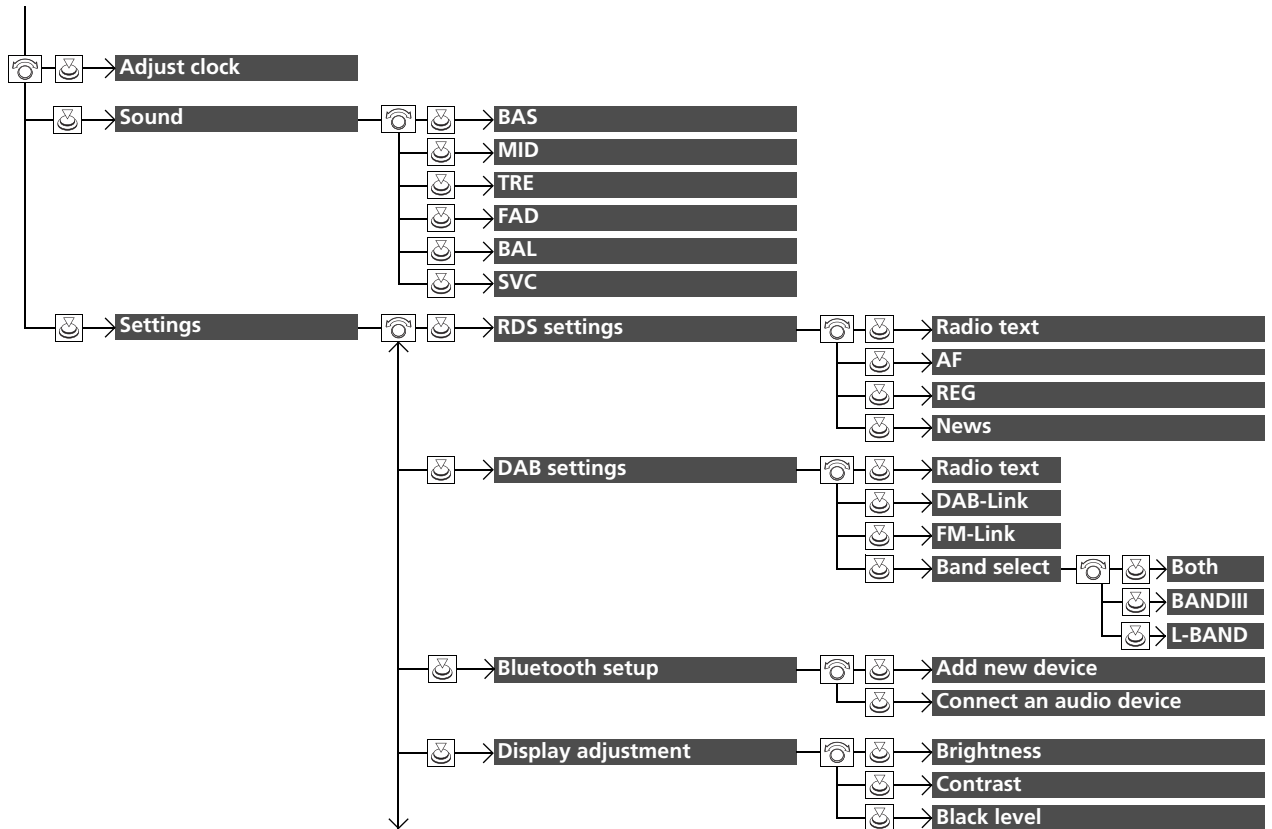 Adjust clock
Sound
BAS
MID
TRE
FAD
BAL
SVC
Settings
RDS settings
Radio text
AF
REG
News
DAB settings
Radio text
DAB-Link
FM-Link
Band select
Both
BANDIII
L-BAND
Bluetooth setup
Add new device
Connect an audio device
Display adjustment
Brightness
Contrast
Black level